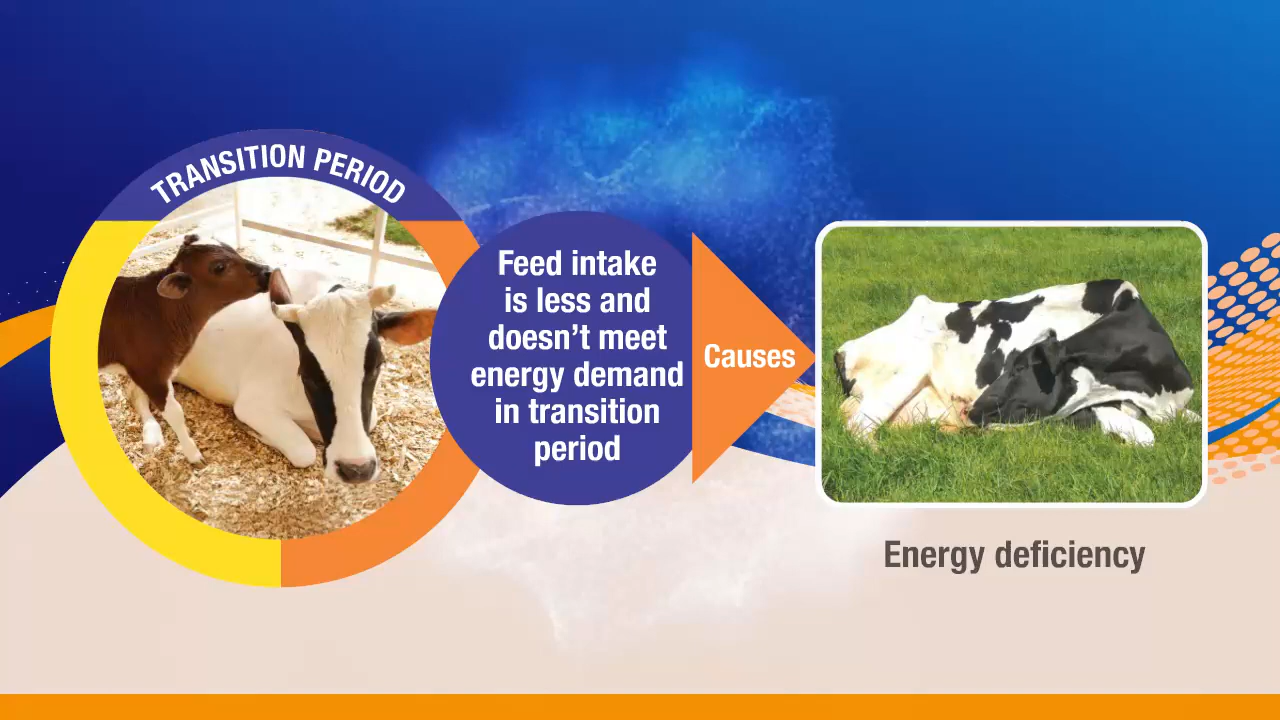 TRANSITION PERIOD
Feed intake
is less and
doesn’t meet
energy demand
in transition
period
Causes
Energy deficiency